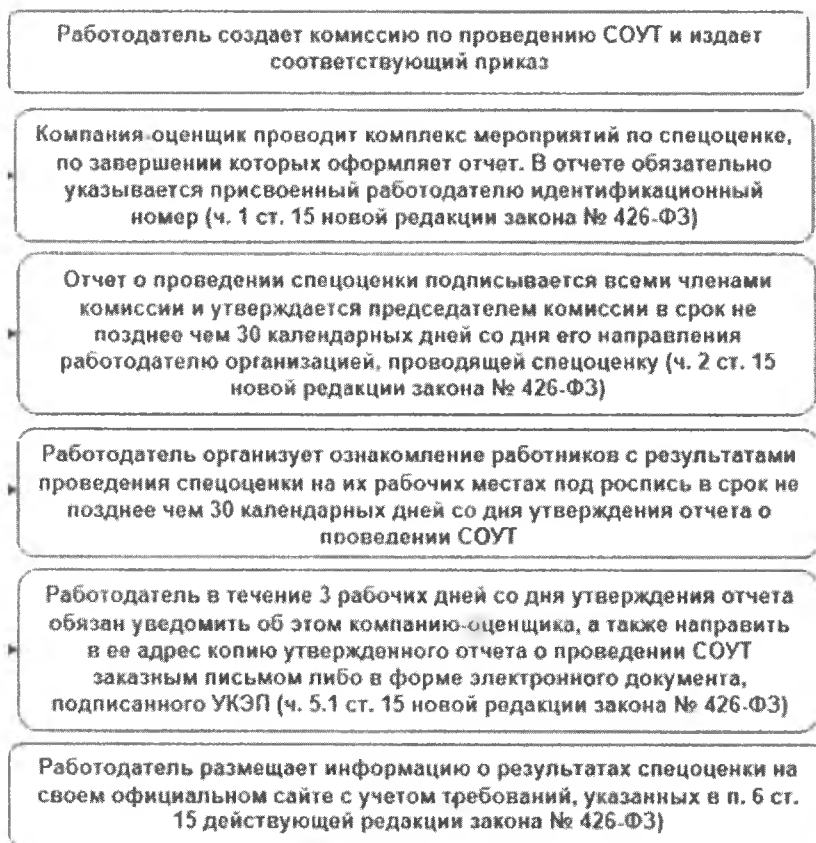 Работодатель создает комиссию по проведению СОУТ и издает
соответствующий приказ
Компания-оценщик проводит комплекс мероприятий по спецоценке,
по завершении которых оформляет отчет. В отчете обязательно
указывается присвоенный работодателю идентификационный
номер (ч. 1 ст. 15 новой редакции закона № 426-ФЗ)
Отчет о проведении спецоценки подписывается всеми членами
комиссии и утверждается председателем комиссии в срок не
позднее чем 30 календарных дней со дня его направления
работодателю организацией, проводящей спецоценку (ч. 2 ст. 15
новой редакции закона № 426-ФЗ)
Работодатель организует ознакомление работников с результатами
проведения спецоценки на их рабочих местах под роспись в срок не
позднее чем 30 календарных дней со дня утверждения отчета о
проведении СОУТ
Работодатель в течение 3 рабочих дней со дня утверждения отчета
обязан уведомить об этом компанию-оценщика, а также направить
в ее адрес копию утвержденного отчета о проведении СОУТ
заказным письмом либо в форме электронного документа,
подписанного УКЭП (ч. 5.1 ст. 15 новой редакции закона № 426-ФЗ)
Работодатель размещает информацию о результатах спецоценки на
своем официальном сайте с учетом требований, указанных в п. 6 ст.
15 действующей редакции закона № 426-ФЗ)